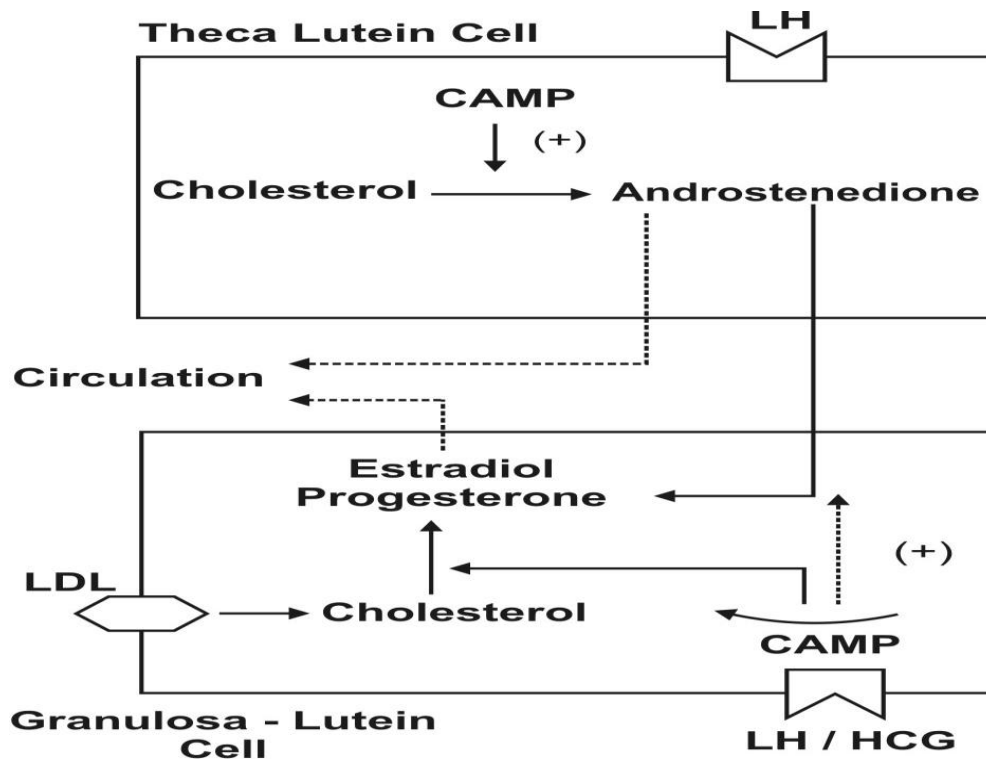 LH
Theca Lutein Cell
CAMP
(+)
Cholesterol
Androstenedione
Circulation
Estradiol
Progesterone
(+)
LDL
Cholesterol
CAMP
Granulosa - Lutein
Cell
LH / HCG